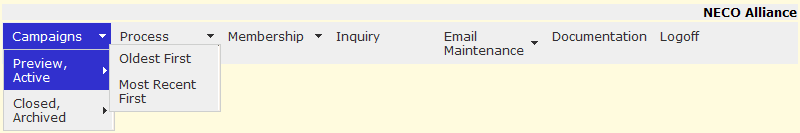 NECO Alliance
Campaigns
Process
Membership
Inquiry
Email
Maintenance
Documentation
Logoff
Preview,
Active
Oldest First
Most Recent
First
Closed,
Archived